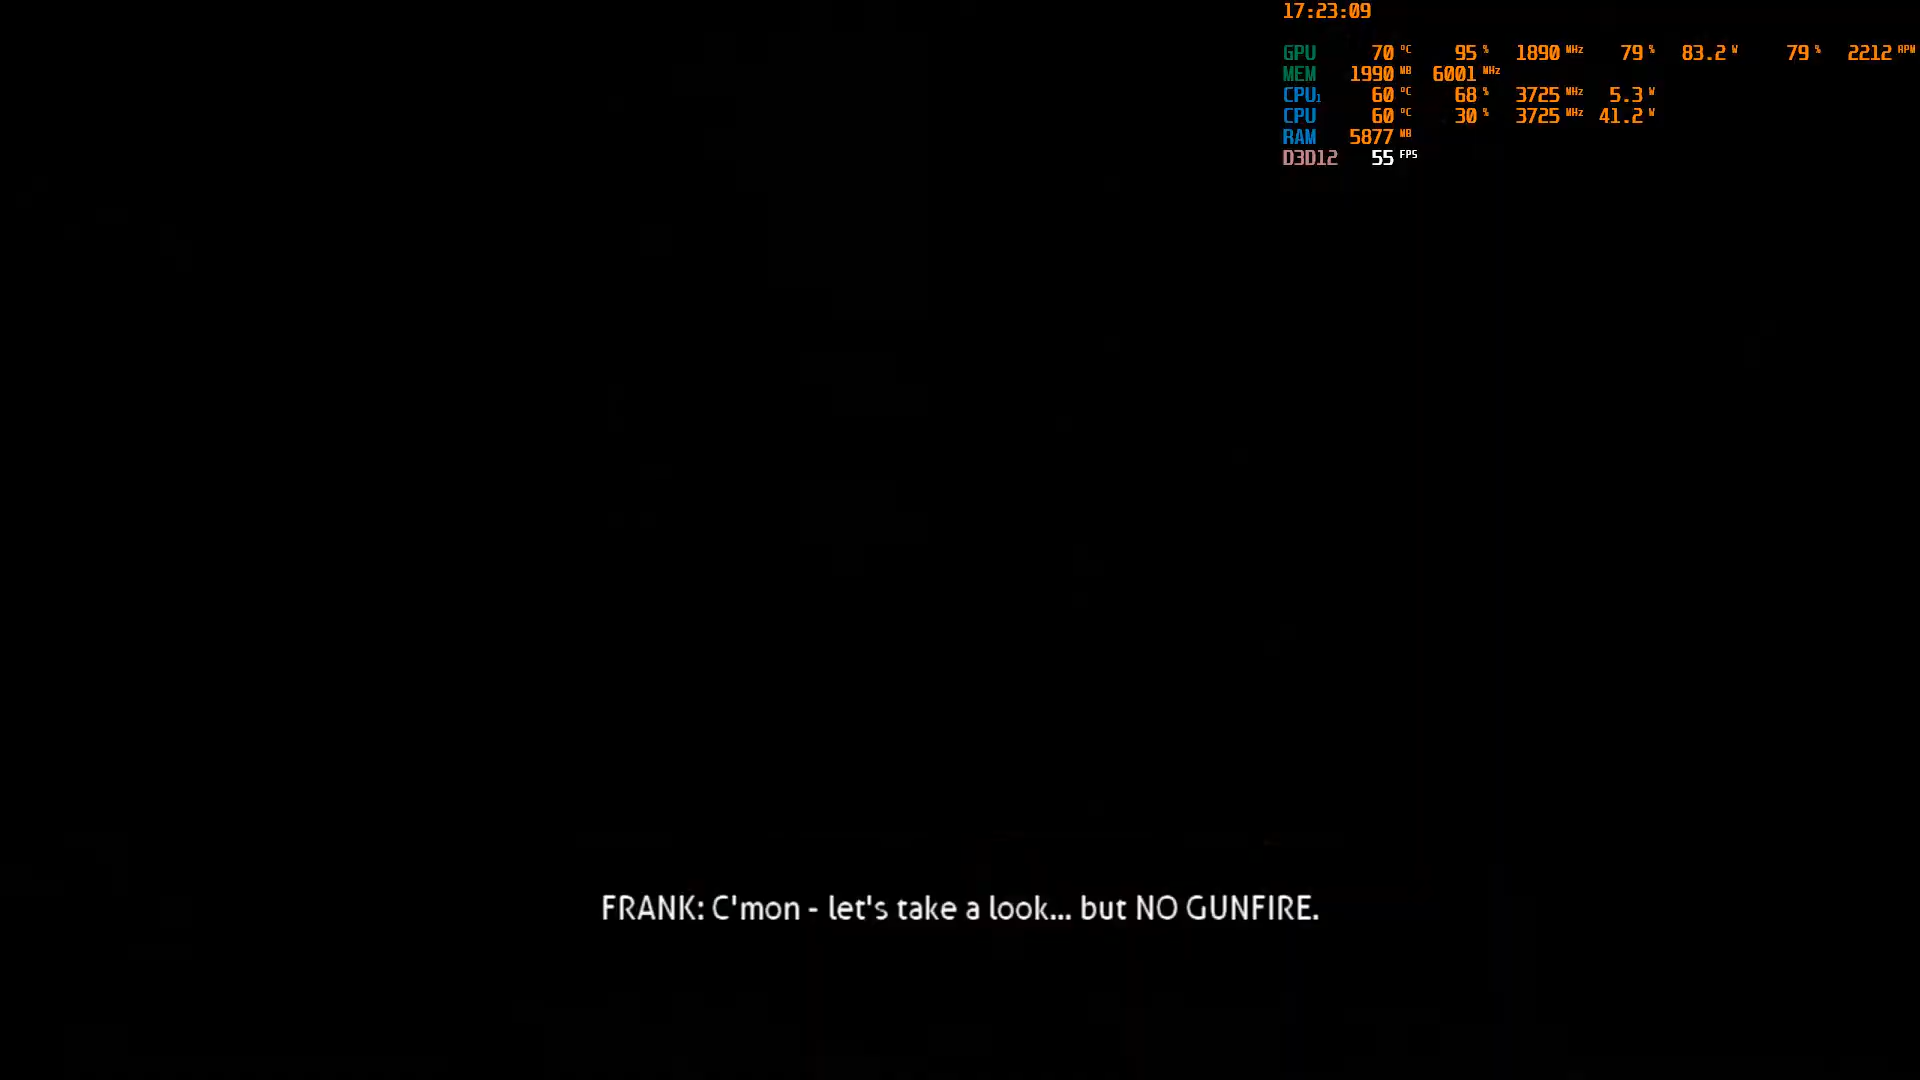 17:23:09
GPU 70 °C 95 % 1890 MHz 79 % 83.2 W 79 % 2212 RPM
MEM 1990 MB 6001 MHz
CPU1 60 °C 68 % 3725 MHz 5.3 W
CPU 60 °C 30 % 3725 MHz 41.2 W
RAM 5877 MB
D3D12 55 FPS
FRANK: C'mon - let's take a look... but NO GUNFIRE.